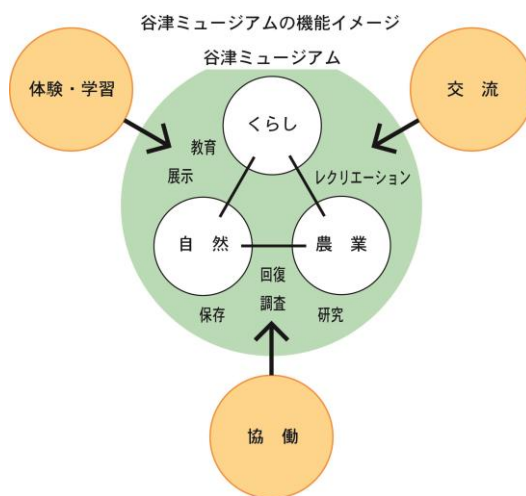 谷津ミュージアムの機能イメージ
谷津ミュージアム
体験・学習
交　流
くらし
教育
展示
レクリエーション
自　然
農　業
回復
調査
保存
研究
協　働